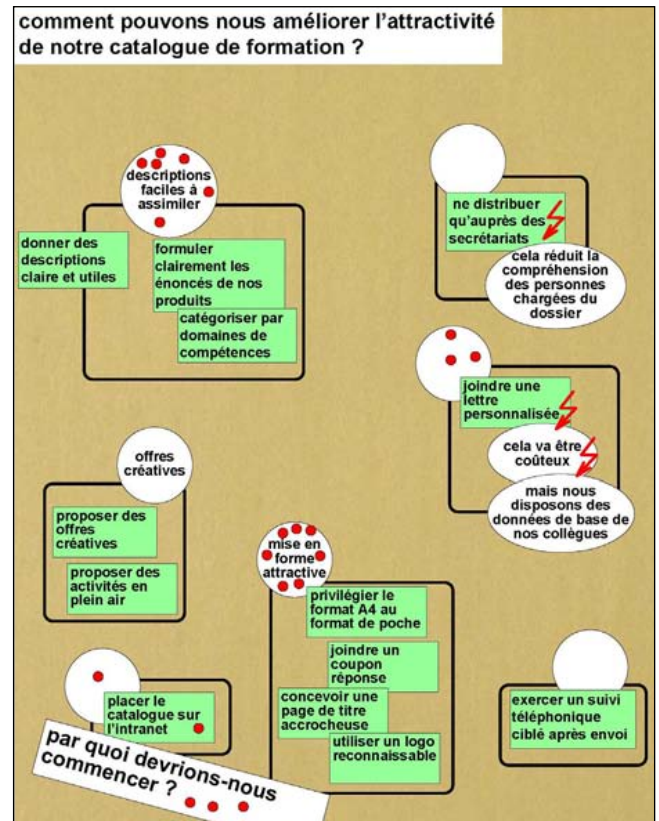 comment pouvons nous améliorer l'attractivité
de notre catalogue de formation ?
descriptions
faciles à
assimiler
donner des
descriptions
claire et utiles
formuler
clairement les
énoncés de nos
produits
catégoriser par
domaines de
compétences
ne distribuer
qu'auprès des
secrétariats
cela réduit la
compréhension
des personnes
chargées du
dossier
joindre une
lettre
personnalisée
cela va être
coûteux
mais nous
disposons des
données de base de
nos collègues
offres
créatives
proposer des
offres
créatives
proposer des
activités en
plein air
mise en
forme
attractive
privilégier le
format A4 au
format de poche
joindre un
coupon
réponse
concevoir une
page de titre
accrocheuse
utiliser un logo
reconnaissable
placer le
catalogue sur
l'intranet
par quoi devrions-nous
commencer ?
exercer un suivi
téléphonique
ciblé après envoi